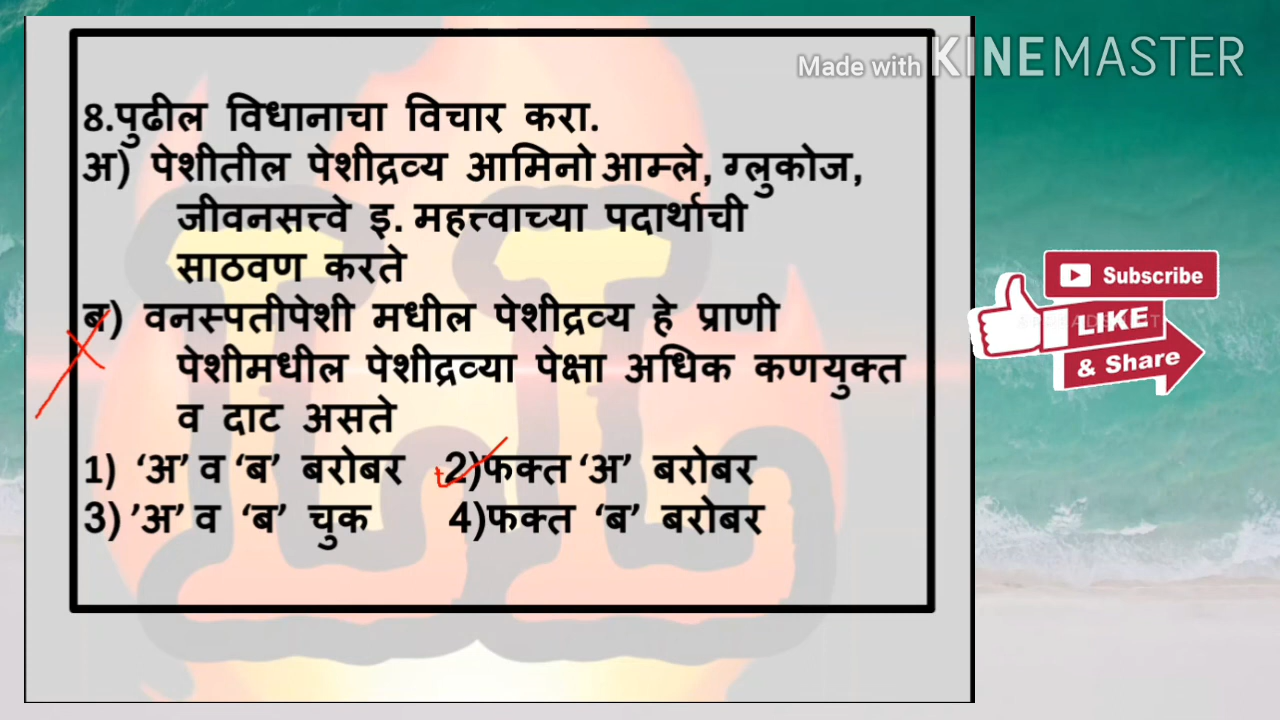 Made with KINEMASTER
8.पुढील विधानाचा विचार करा.
अ) पेशीतील पेशीद्रव्य आमिनो आम्ले, ग्लुकोज,
जीवनसत्त्वे इ. महत्त्वाच्या पदार्थाची
साठवण करते
ब) वनस्पतीपेशी मधील पेशीद्रव्य हे प्राणी
पेशीमधील पेशीद्रव्या पेक्षा अधिक कणयुक्त
व दाट असते
1) ‘अ’ व ‘ब’ बरोबर 2)फक्त ‘अ’ बरोबर
3) ’अ’ व ‘ब’ चुक 4)फक्त ‘ब’ बरोबर
Subscribe
LIKE
& Share